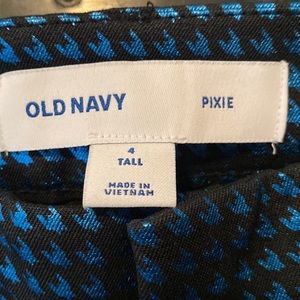 OLD NAVY PIXIE
4
TALL
MADE IN
VIETNAM